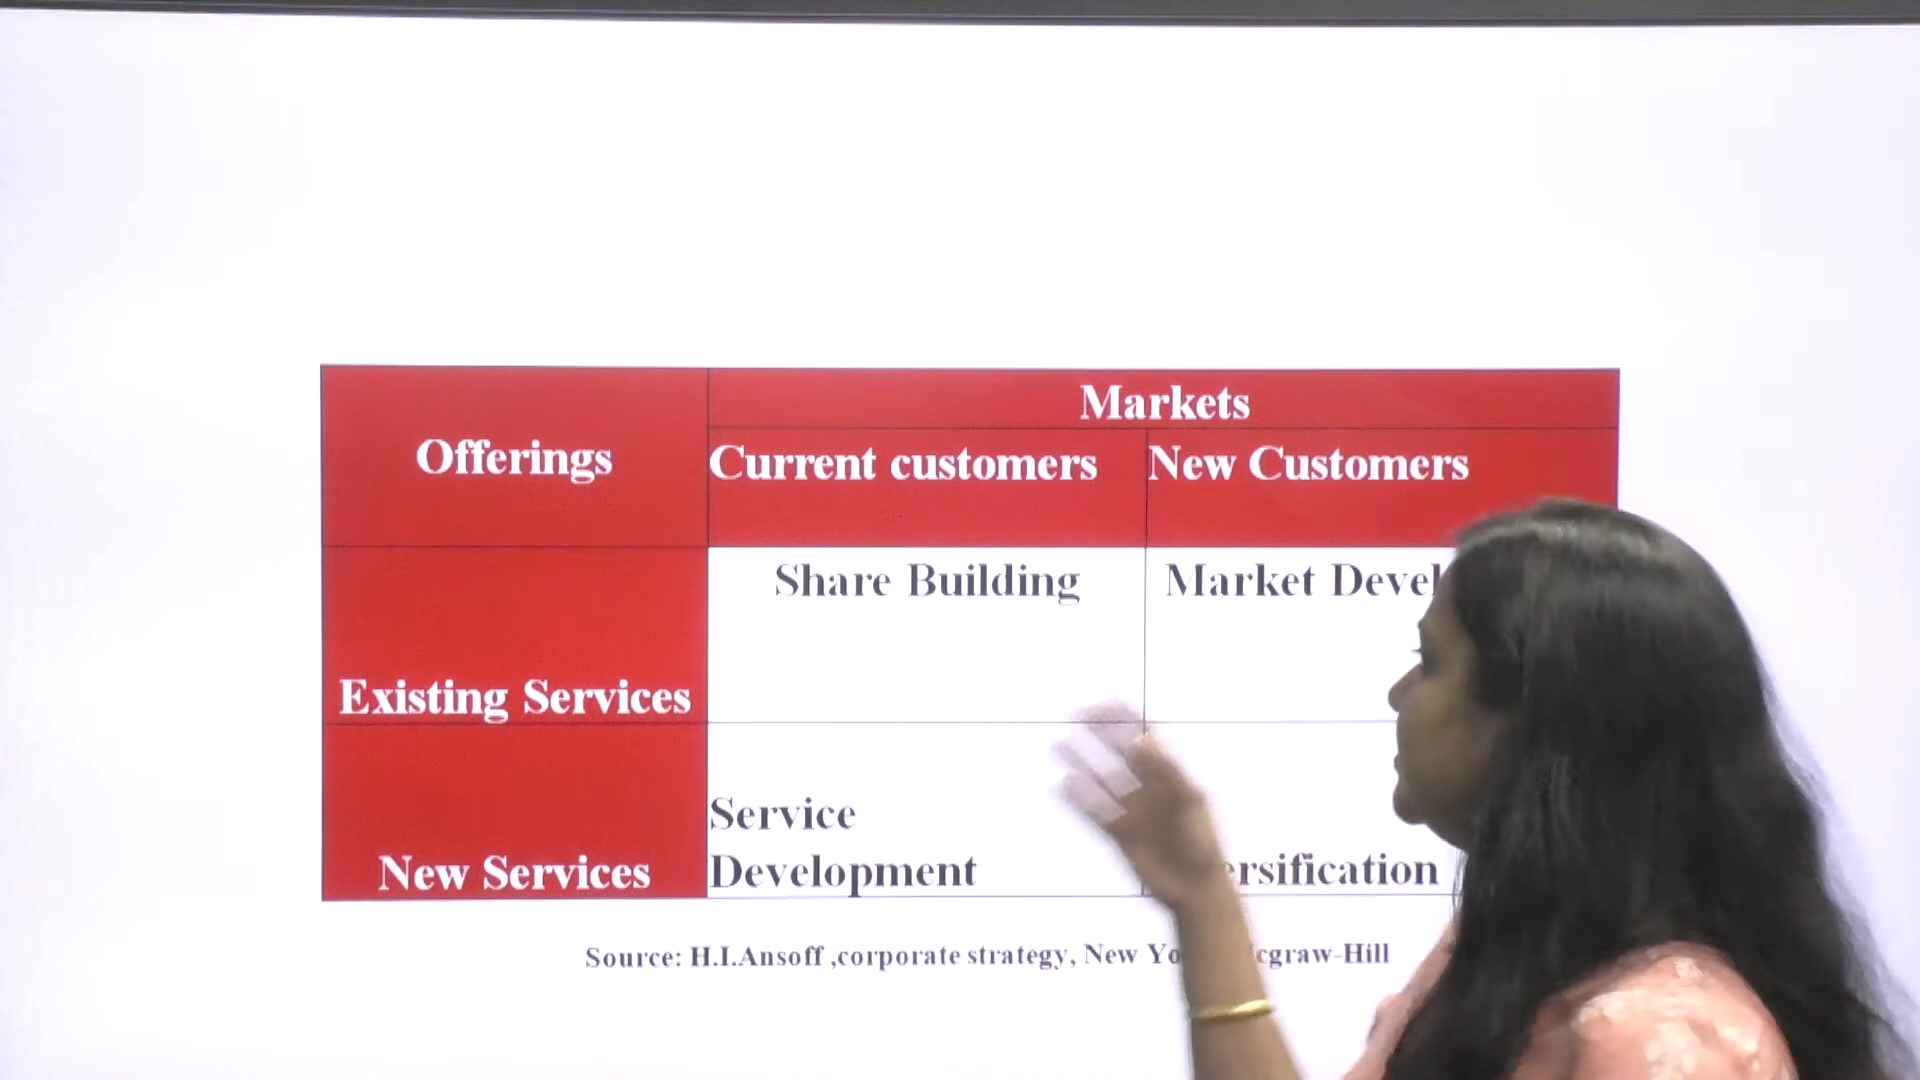 Markets
Offerings
Current customers
New Customers
Share Building
Market
Existing Services
Service
Development
New Services
Source: H.I.Ansoff ,corporate strategy, New